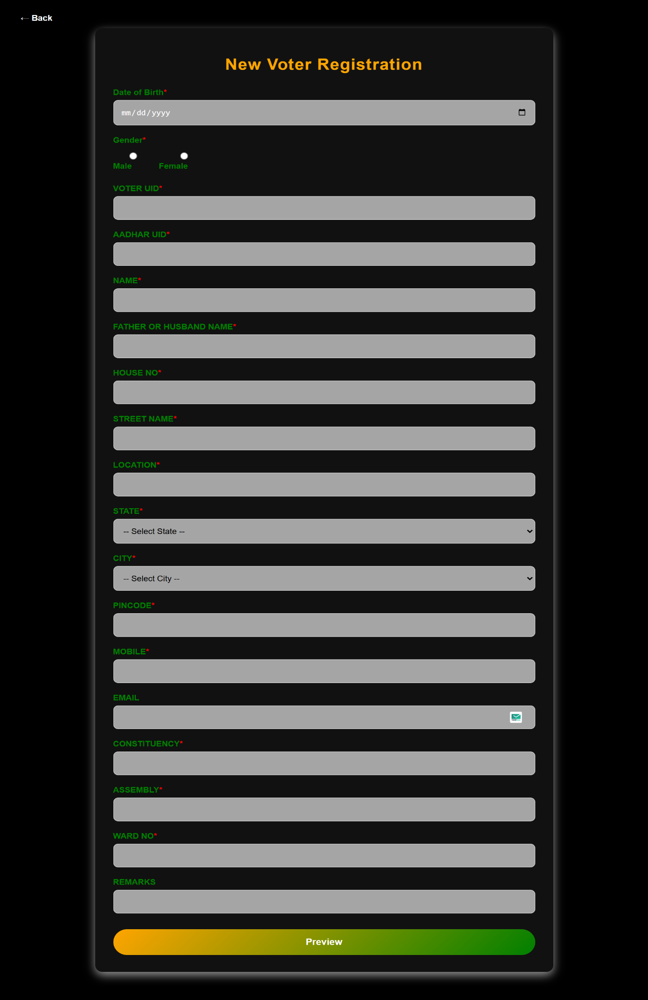 ← Back
New Voter Registration
Date of Birth*
mm/dd/yyyy
Gender*
Male Female
VOTER UID*
AADHAR UID*
NAME*
FATHER OR HUSBAND NAME*
HOUSE NO*
STREET NAME*
LOCATION*
STATE*
-- Select State --
CITY*
-- Select City --
PINCODE*
MOBILE*
EMAIL
CONSTITUENCY*
ASSEMBLY*
WARD NO*
REMARKS
Preview